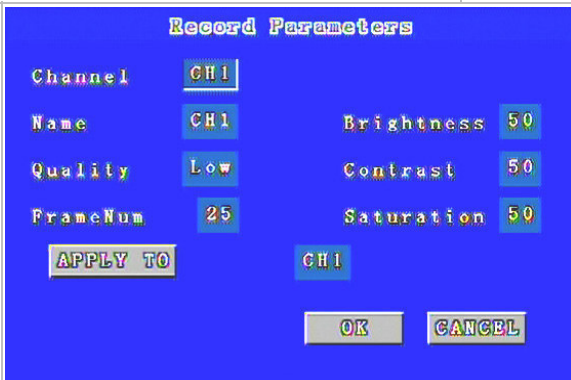 Record Parameters
Channel CH1
Name CH1 Brightness 50
Quality Low Contrast 50
FrameNum 25 Saturation 50
APPLY TO CH1
OK CANCEL